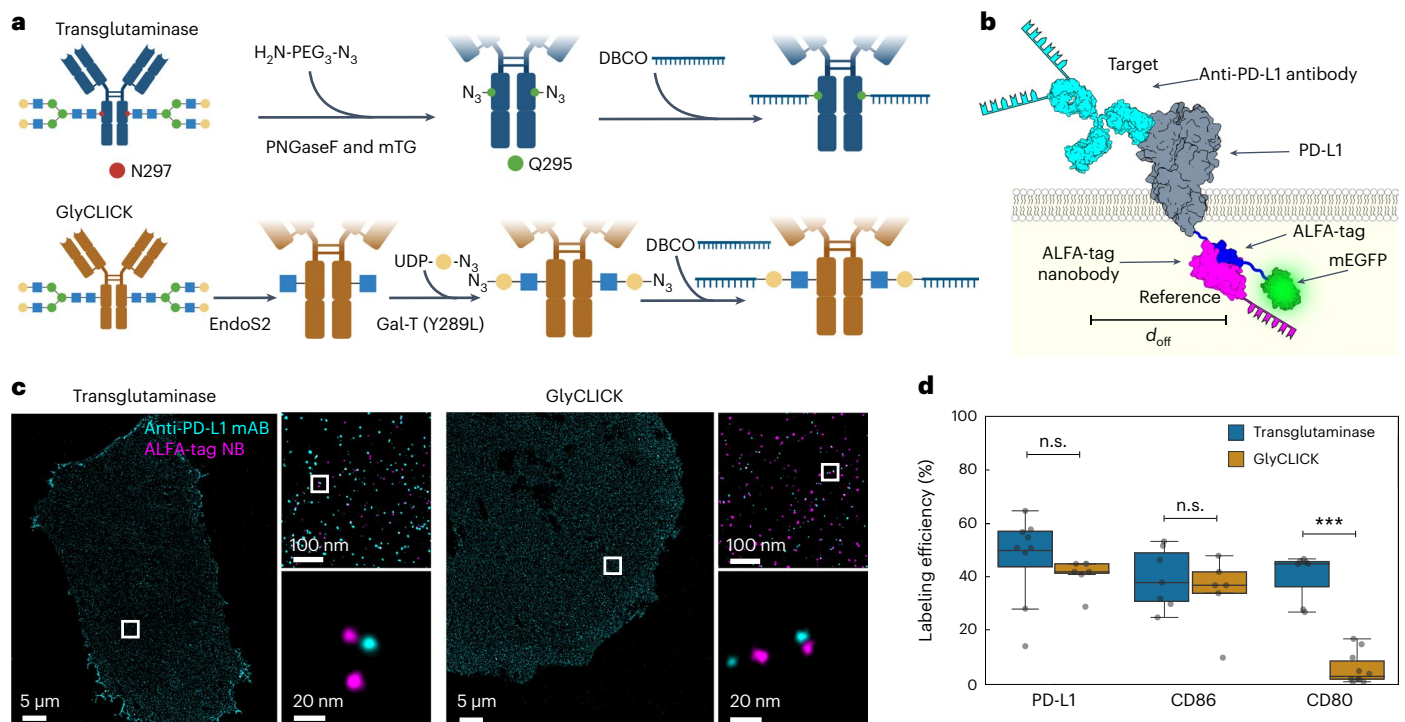 a
Transglutaminase
H₂N-PEG₃-N₃
PNGaseF and mTG
N297
N₃
N₃
Q295
DBCO
GlyCLICK
EndoS2
UDP- -N₃
Gal-T (Y289L)
N₃
N₃
DBCO
b
Target
Anti-PD-L1 antibody
PD-L1
ALFA-tag
ALFA-tag
nanobody
mEGFP
Reference
d_off
c
Transglutaminase
Anti-PD-L1 mAB
ALFA-tag NB
5 µm
100 nm
20 nm
GlyCLICK
5 µm
100 nm
20 nm
d
Labeling efficiency (%)
100
80
60
40
20
0
Transglutaminase
GlyCLICK
n.s.
n.s.
***
PD-L1
CD86
CD80